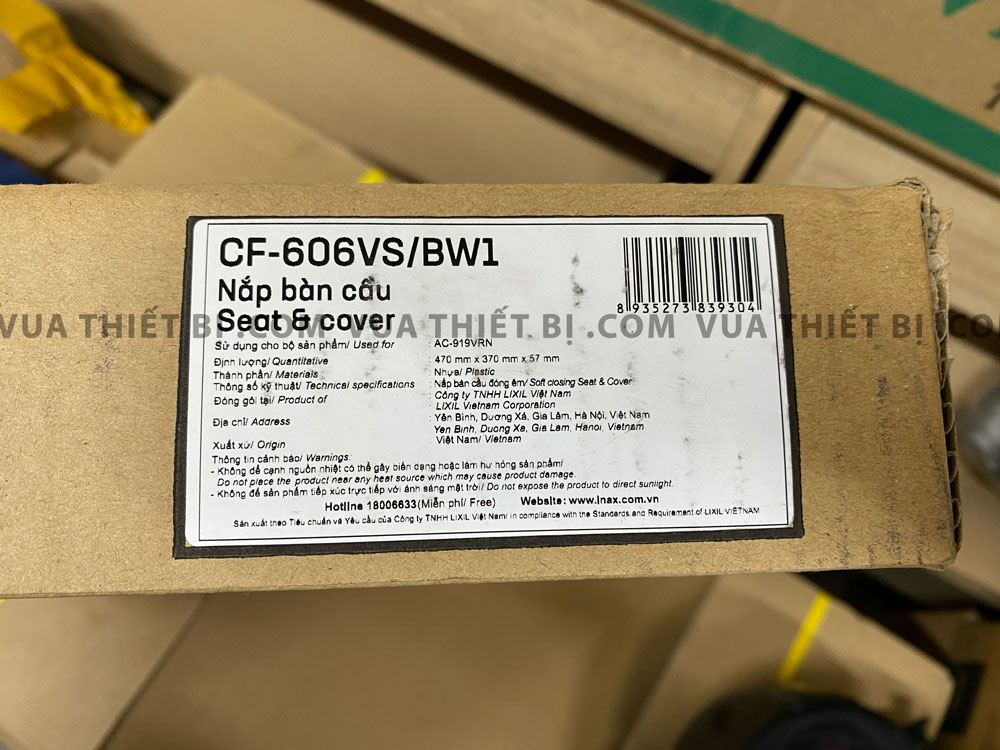 CF-606VS/BW1
Nắp bàn cầu
Seat & cover
8 935273 839304
VUA THIẾT BỊ .COM VUA THIẾT BỊ .COM VUA THIẾT BỊ .COM
Sử dụng cho bộ sản phẩm/ Used for AC-919VRN
Định lượng/ Quantitative : 470 mm x 370 mm x 57 mm
Thành phần/ Materials : Nhựa/ Plastic
Thông số kỹ thuật/ Technical specifications : Nắp bàn cầu đóng êm/ Soft closing Seat & Cover
Đóng gói tại/ Product of : Công ty TNHH LIXIL Việt Nam
LIXIL Vietnam Corporation
Địa chỉ/ Address : Yên Bình, Dương Xá, Gia Lâm, Hà Nội, Việt Nam
Yen Binh, Duong Xa, Gia Lam, Hanoi, Vietnam
Xuất xứ/ Origin Việt Nam/ Vietnam
Thông tin cảnh báo/ Warnings:
- Không để cạnh nguồn nhiệt có thể gây biến dạng hoặc làm hư hỏng sản phẩm/
Do not place the product near any heat source which may cause product damage.
- Không để sản phẩm tiếp xúc trực tiếp với ánh sáng mặt trời/ Do not expose the product to direct sunlight.
Hotline 18006633(Miễn phí/ Free) Website: www.inax.com.vn
Sản xuất theo Tiêu chuẩn và Yêu cầu của Công ty TNHH LIXIL Việt Nam/ in compliance with the Standards and Requirement of LIXIL VIETNAM